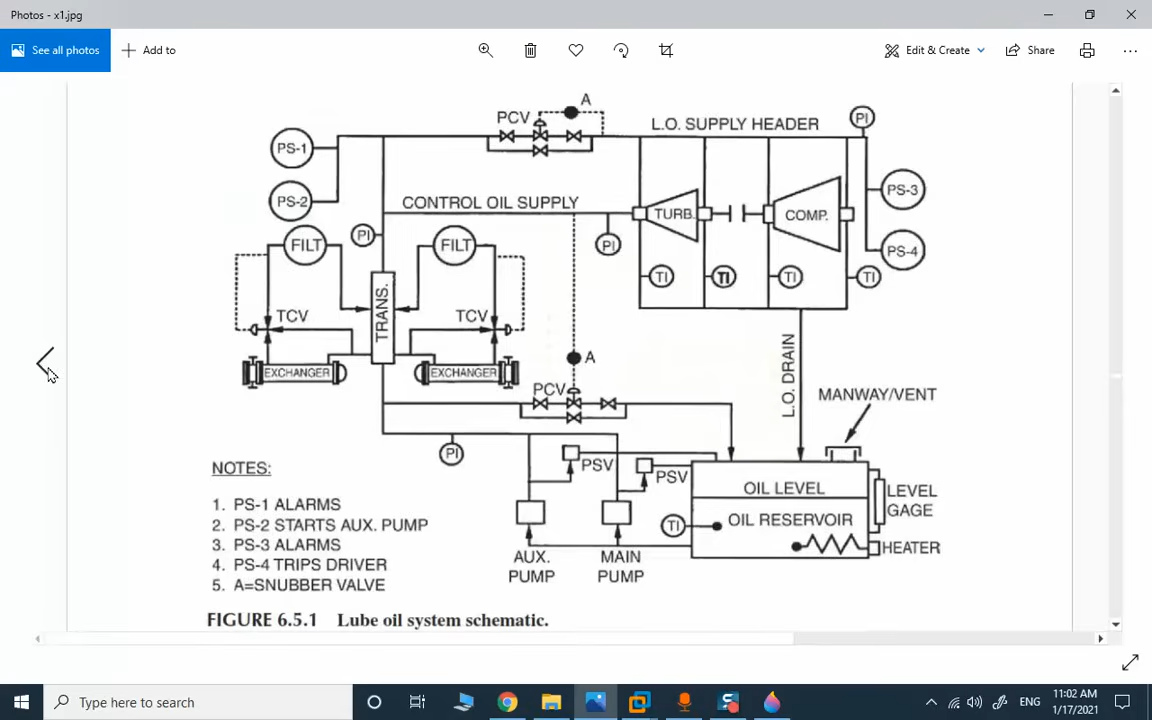 Photos - x1.jpg
See all photos
Add to
Edit & Create
Share
A
PCV
L.O. SUPPLY HEADER
PI
PS-1
PS-3
PS-2
CONTROL OIL SUPPLY
TURB.
COMP.
PI
PI
PS-4
FILT
FILT
TI
TI
TI
TI
TCV
TRANS.
TCV
A
EXCHANGER
EXCHANGER
L.O. DRAIN
PCV
MANWAY/VENT
PI
PSV
PSV
NOTES:
OIL LEVEL
LEVEL
GAGE
1. PS-1 ALARMS
2. PS-2 STARTS AUX. PUMP
3. PS-3 ALARMS
4. PS-4 TRIPS DRIVER
5. A=SNUBBER VALVE
TI
OIL RESERVOIR
HEATER
AUX.
PUMP
MAIN
PUMP
FIGURE 6.5.1 Lube oil system schematic.
Type here to search
ENG
11:02 AM
1/17/2021